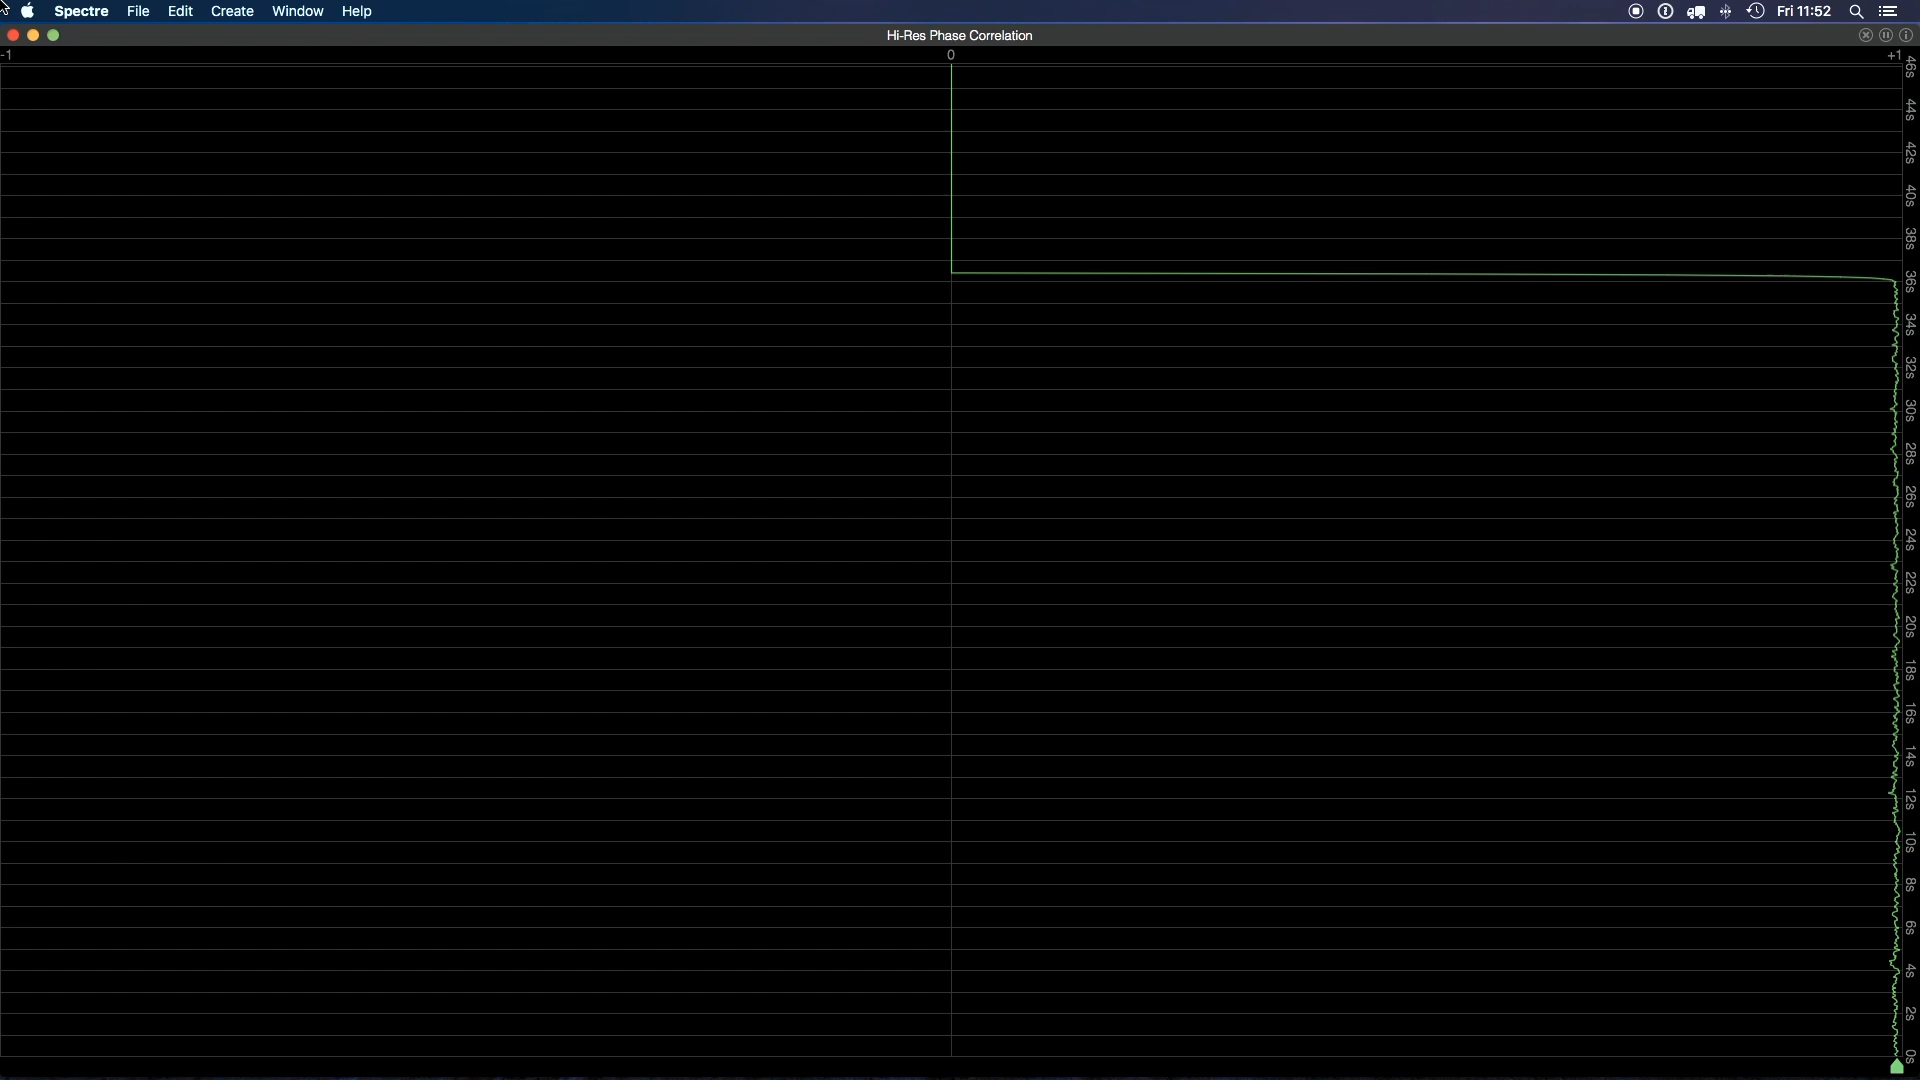 Spectre File Edit Create Window Help Fri 11:52
Hi-Res Phase Correlation
-1 0 +1
46s
44s
42s
40s
38s
36s
34s
32s
30s
28s
26s
24s
22s
20s
18s
16s
14s
12s
10s
8s
6s
4s
2s
0s